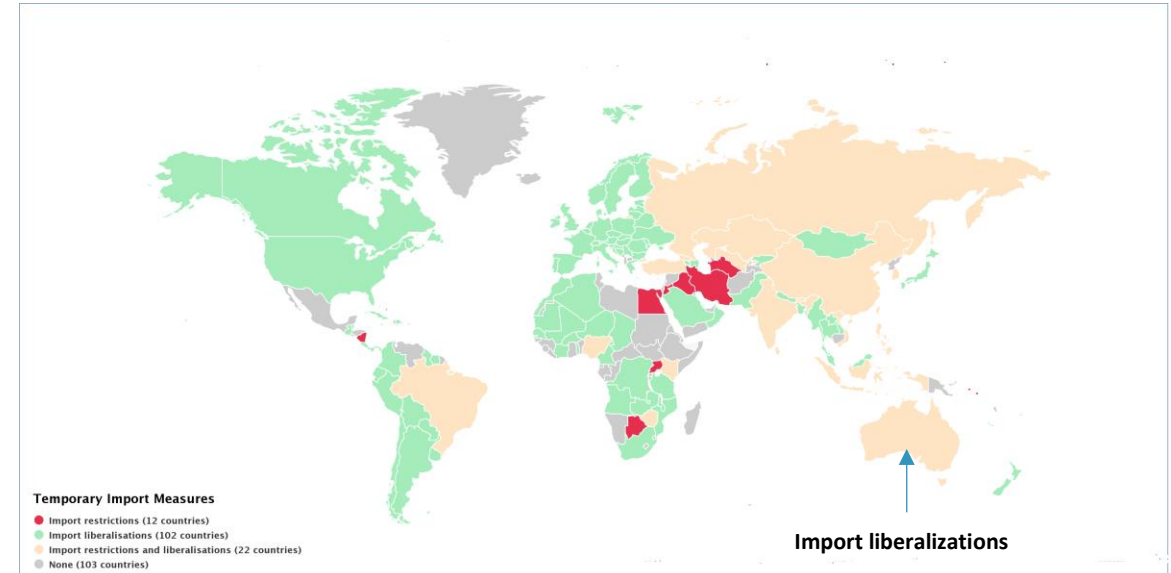 Temporary Import Measures
Import restrictions (12 countries)
Import liberalisations (102 countries)
Import restrictions and liberalisations (22 countries)
None (103 countries)
Import liberalizations